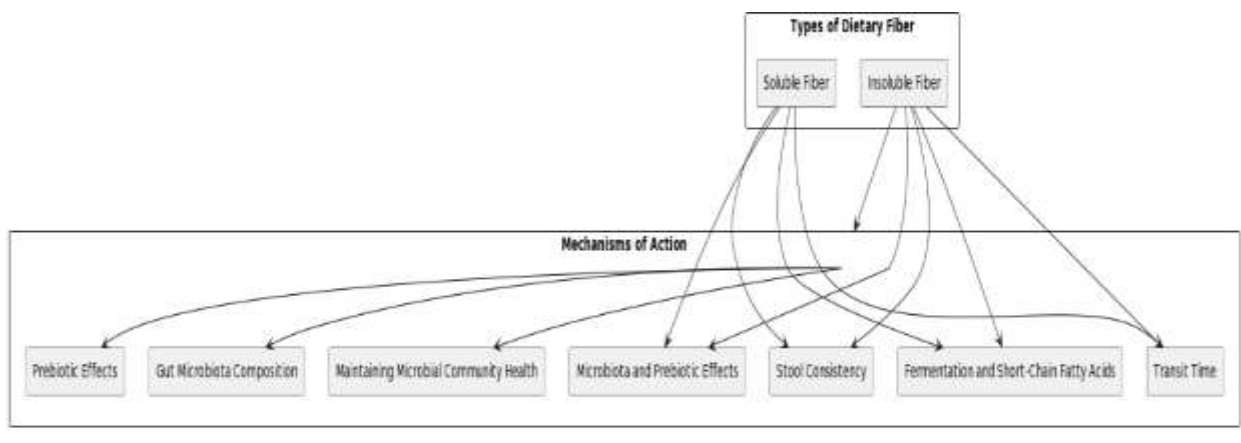 Types of Dietary Fiber
Soluble Fiber
Insoluble Fiber
Mechanisms of Action
Prebiotic Effects
Gut Microbiota Composition
Maintaining Microbial Community Health
Microbiota and Prebiotic Effects
Stool Consistency
Fermentation and Short-Chain Fatty Acids
Transit Time